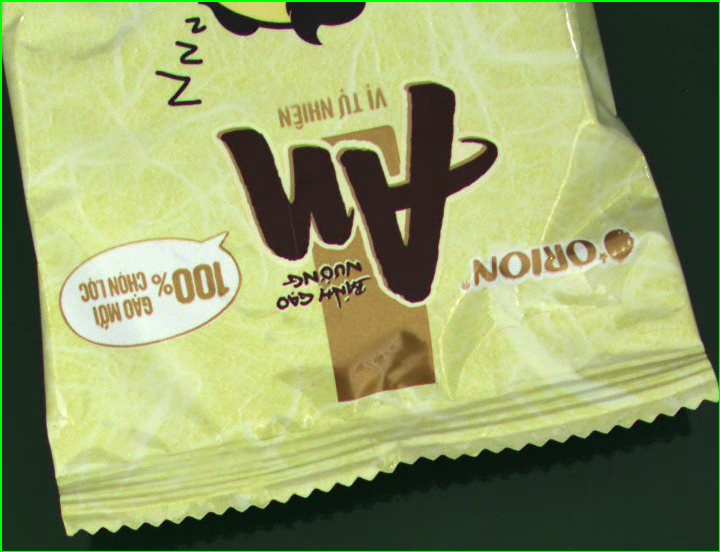 ORION
BÁNH GẠO
NƯỚNG
An
VỊ TỰ NHIÊN
100%
GẠO MỚI
CHỌN LỌC
zzz